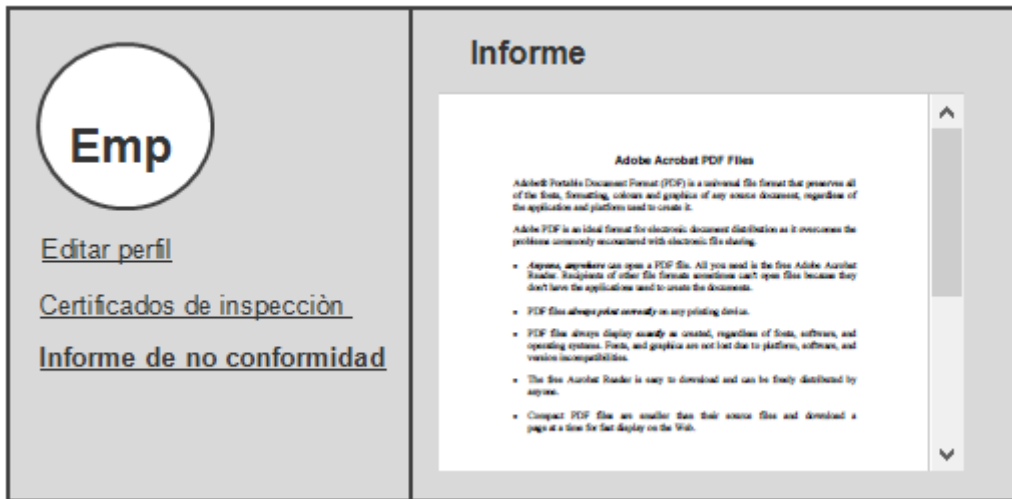 Emp
Editar perfil
Certificados de inspecciòn
Informe de no conformidad
Informe
Adobe Acrobat PDF Files
Adobe® Portable Document Format (PDF) is a universal file format that preserves all
of the fonts, formatting, colours and graphics of any source document, regardless of
the application and platform used to create it.
Adobe PDF is an ideal format for electronic document distribution as it overcomes the
problems commonly encountered with electronic file sharing.
• Anyone, anywhere can open a PDF file. All you need is the free Adobe Acrobat
Reader. Recipients of other file formats sometimes can't open files because they
don't have the applications used to create the documents.
• PDF files always print correctly on any printing device.
• PDF files always display exactly as created, regardless of fonts, software, and
operating systems. Fonts, and graphics are not lost due to platform, software, and
version incompatibilities.
• The free Acrobat Reader is easy to download and can be freely distributed by
anyone.
• Compact PDF files are smaller than their source files and download a
page at a time for fast display on the Web.